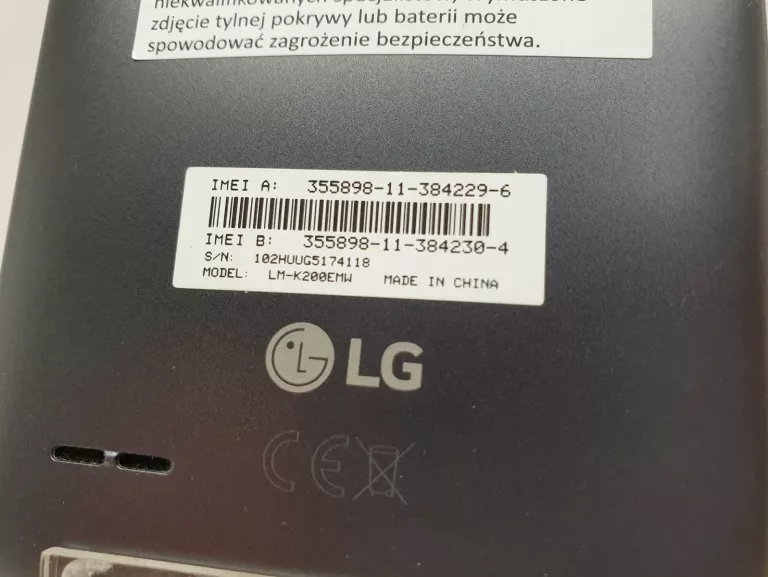 zdjęcie tylnej pokrywy lub baterii może
spowodować zagrożenie bezpieczeństwa.
IMEI A: 355898-11-384229-6
IMEI B: 355898-11-384230-4
S/N: 102HUUG5174118
MODEL: LM-K200EMW MADE IN CHINA
LG
CE